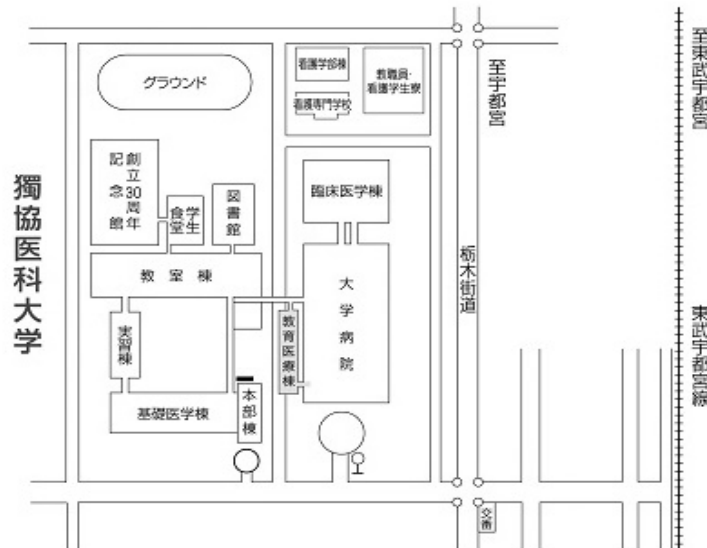 獨協医科大学
グラウンド
看護学部棟
看護専門学校
教職員・
看護学生寮
至宇都宮
至東武宇都宮
創立30周年
記念館
学生
食堂
図書館
臨床医学棟
教室棟
大学病院
栃木街道
教育医療棟
実習棟
基礎医学棟
本部棟
東武宇都宮線
交番